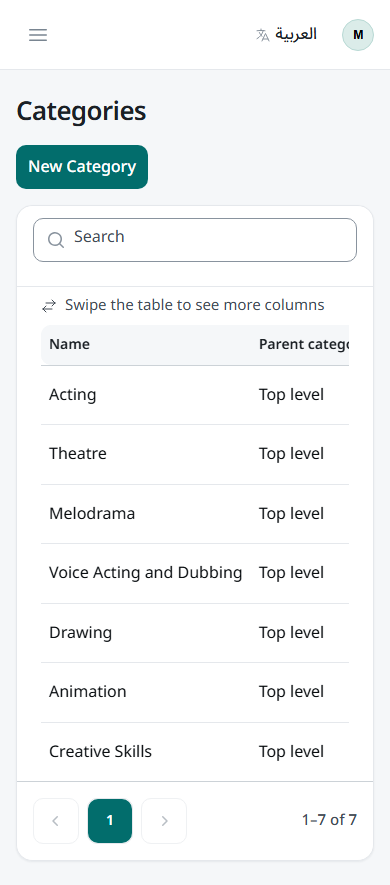 العربية
M
Categories
New Category
Search
Swipe the table to see more columns
Name Parent catego
Acting Top level
Theatre Top level
Melodrama Top level
Voice Acting and Dubbing Top level
Drawing Top level
Animation Top level
Creative Skills Top level
1 1–7 of 7